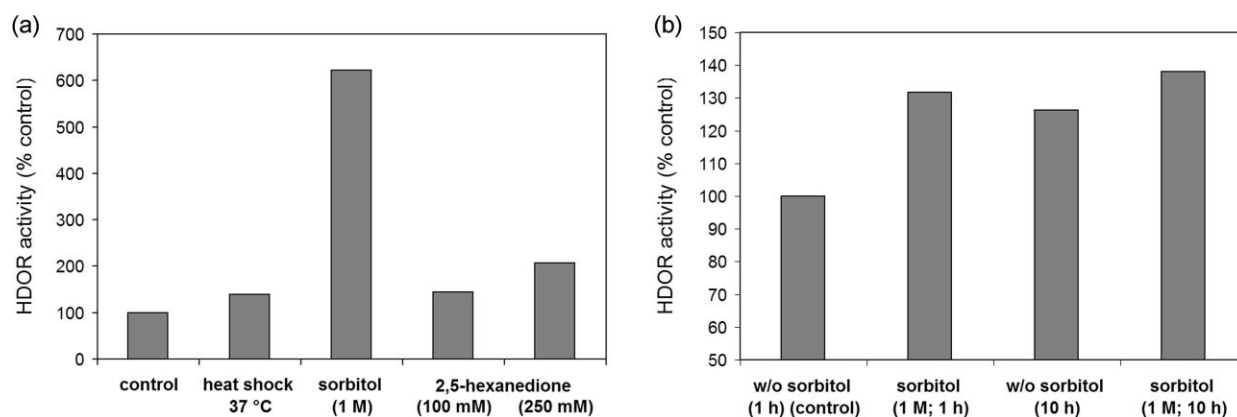 (a)
HDOR activity (% control)
700
600
500
400
300
200
100
0
control
heat shock
37 °C
sorbitol
(1 M)
2,5-hexanedione
(100 mM) (250 mM)
(b)
HDOR activity (% control)
150
140
130
120
110
100
90
80
70
60
50
w/o sorbitol
(1 h) (control)
sorbitol
(1 M; 1 h)
w/o sorbitol
(10 h)
sorbitol
(1 M; 10 h)